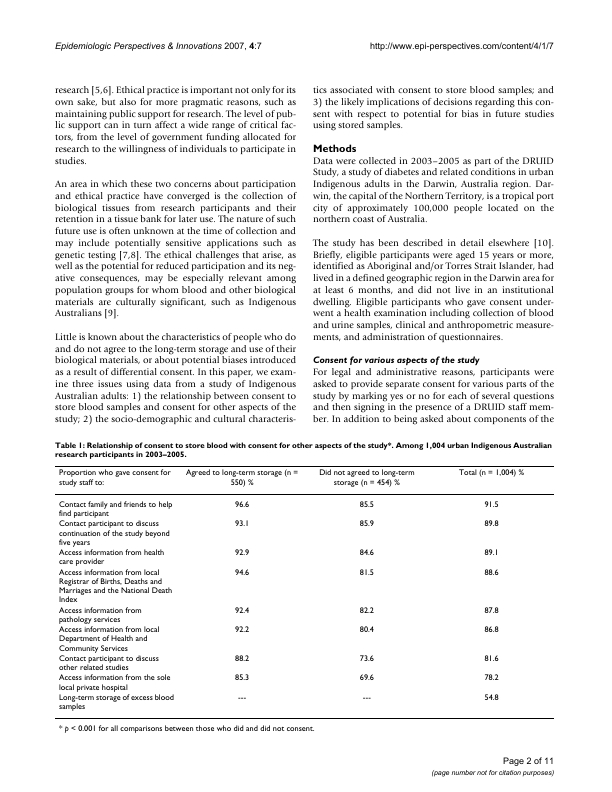 Epidemiologic Perspectives & Innovations 2007, 4:7
http://www.epi-perspectives.com/content/4/1/7
research [5,6]. Ethical practice is important not only for its
own sake, but also for more pragmatic reasons, such as
maintaining public support for research. The level of pub-
lic support can in turn affect a wide range of critical fac-
tors, from the level of government funding allocated for
research to the willingness of individuals to participate in
studies.
An area in which these two concerns about participation
and ethical practice have converged is the collection of
biological tissues from research participants and their
retention in a tissue bank for later use. The nature of such
future use is often unknown at the time of collection and
may include potentially sensitive applications such as
genetic testing [7,8]. The ethical challenges that arise, as
well as the potential for reduced participation and its neg-
ative consequences, may be especially relevant among
population groups for whom blood and other biological
materials are culturally significant, such as Indigenous
Australians [9].
Little is known about the characteristics of people who do
and do not agree to the long-term storage and use of their
biological materials, or about potential biases introduced
as a result of differential consent. In this paper, we exam-
ine three issues using data from a study of Indigenous
Australian adults: 1) the relationship between consent to
store blood samples and consent for other aspects of the
study; 2) the socio-demographic and cultural characteris-
tics associated with consent to store blood samples; and
3) the likely implications of decisions regarding this con-
sent with respect to potential for bias in future studies
using stored samples.
Methods
Data were collected in 2003–2005 as part of the DRUID
Study, a study of diabetes and related conditions in urban
Indigenous adults in the Darwin, Australia region. Dar-
win, the capital of the Northern Territory, is a tropical port
city of approximately 100,000 people located on the
northern coast of Australia.
The study has been described in detail elsewhere [10].
Briefly, eligible participants were aged 15 years or more,
identified as Aboriginal and/or Torres Strait Islander, had
lived in a defined geographic region in the Darwin area for
at least 6 months, and did not live in an institutional
dwelling. Eligible participants who gave consent under-
went a health examination including collection of blood
and urine samples, clinical and anthropometric measure-
ments, and administration of questionnaires.
Consent for various aspects of the study
For legal and administrative reasons, participants were
asked to provide separate consent for various parts of the
study by marking yes or no for each of several questions
and then signing in the presence of a DRUID staff mem-
ber. In addition to being asked about components of the
Table 1: Relationship of consent to store blood with consent for other aspects of the study*. Among 1,004 urban Indigenous Australian
research participants in 2003–2005.
Proportion who gave consent for Agreed to long-term storage (n = Did not agreed to long-term Total (n = 1,004) %
study staff to: 550) % storage (n = 454) %
Contact family and friends to help 96.6 85.5 91.5
find participant
Contact participant to discuss 93.1 85.9 89.8
continuation of the study beyond
five years
Access information from health 92.9 84.6 89.1
care provider
Access information from local 94.6 81.5 88.6
Registrar of Births, Deaths and
Marriages and the National Death
Index
Access information from 92.4 82.2 87.8
pathology services
Access information from local 92.2 80.4 86.8
Department of Health and
Community Services
Contact participant to discuss 88.2 73.6 81.6
other related studies
Access information from the sole 85.3 69.6 78.2
local private hospital
Long-term storage of excess blood --- --- 54.8
samples
* p < 0.001 for all comparisons between those who did and did not consent.
Page 2 of 11
(page number not for citation purposes)